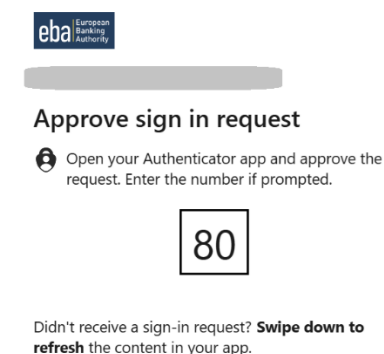 eba European
Banking
Authority
Approve sign in request
Open your Authenticator app and approve the
request. Enter the number if prompted.
80
Didn't receive a sign-in request? Swipe down to
refresh the content in your app.